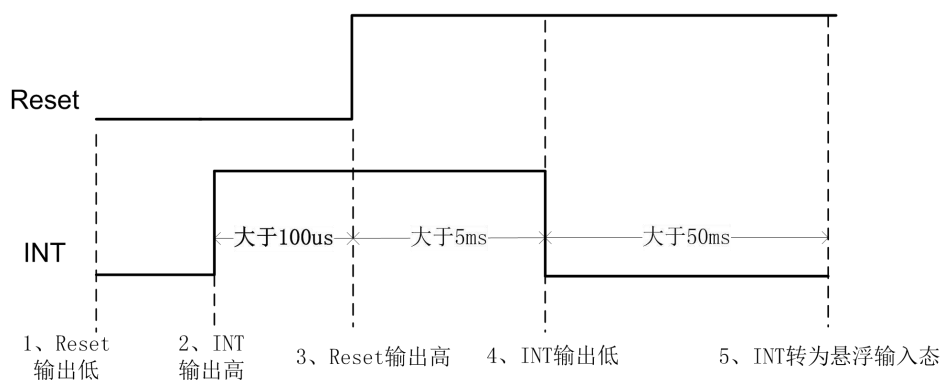 Reset
INT
大于100us
大于5ms
大于50ms
1、Reset
输出低
2、INT
输出高
3、Reset输出高
4、INT输出低
5、INT转为悬浮输入态